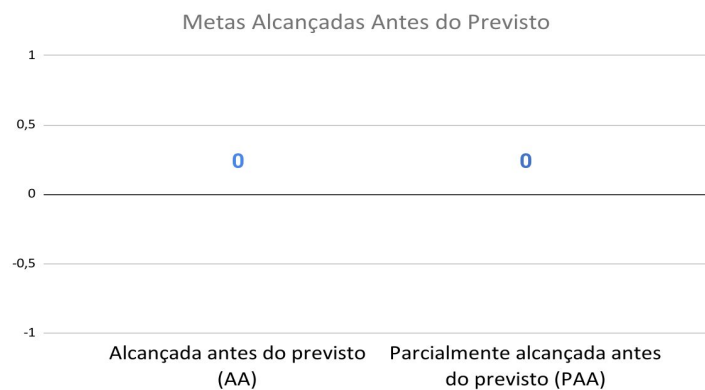 Metas Alcançadas Antes do Previsto
1
0,5
0
0
0
-0,5
-1
Alcançada antes do previsto
(AA)
Parcialmente alcançada antes
do previsto (PAA)